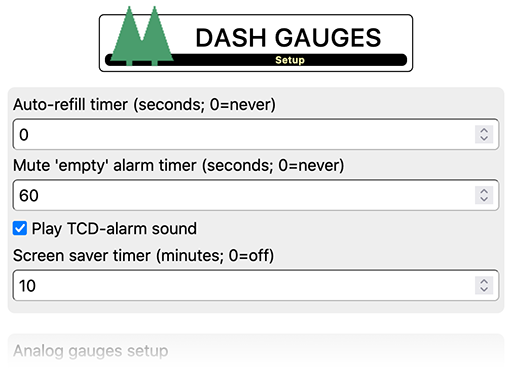 DASH GAUGES
Setup
Auto-refill timer (seconds; 0=never)
0
Mute 'empty' alarm timer (seconds; 0=never)
60
Play TCD-alarm sound
Screen saver timer (minutes; 0=off)
10
Analog gauges setup